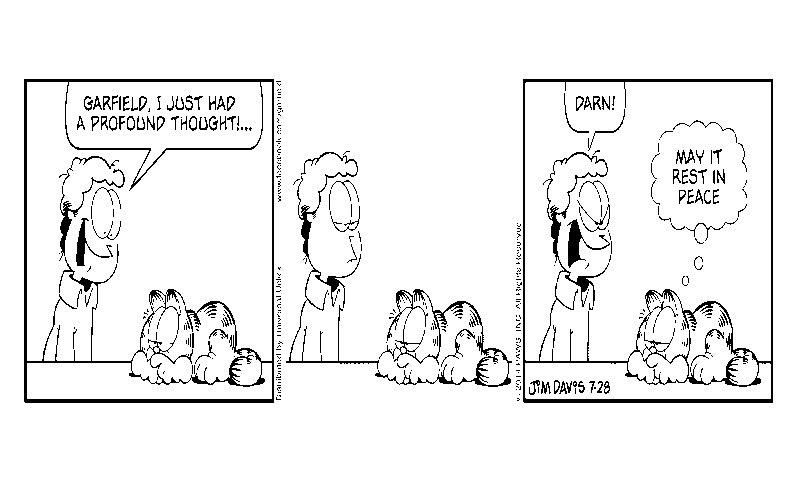 GARFIELD, I JUST HAD
A PROFOUND THOUGHT!...
DARN!
MAY IT
REST IN
PEACE
JIM DAVIS 7-28